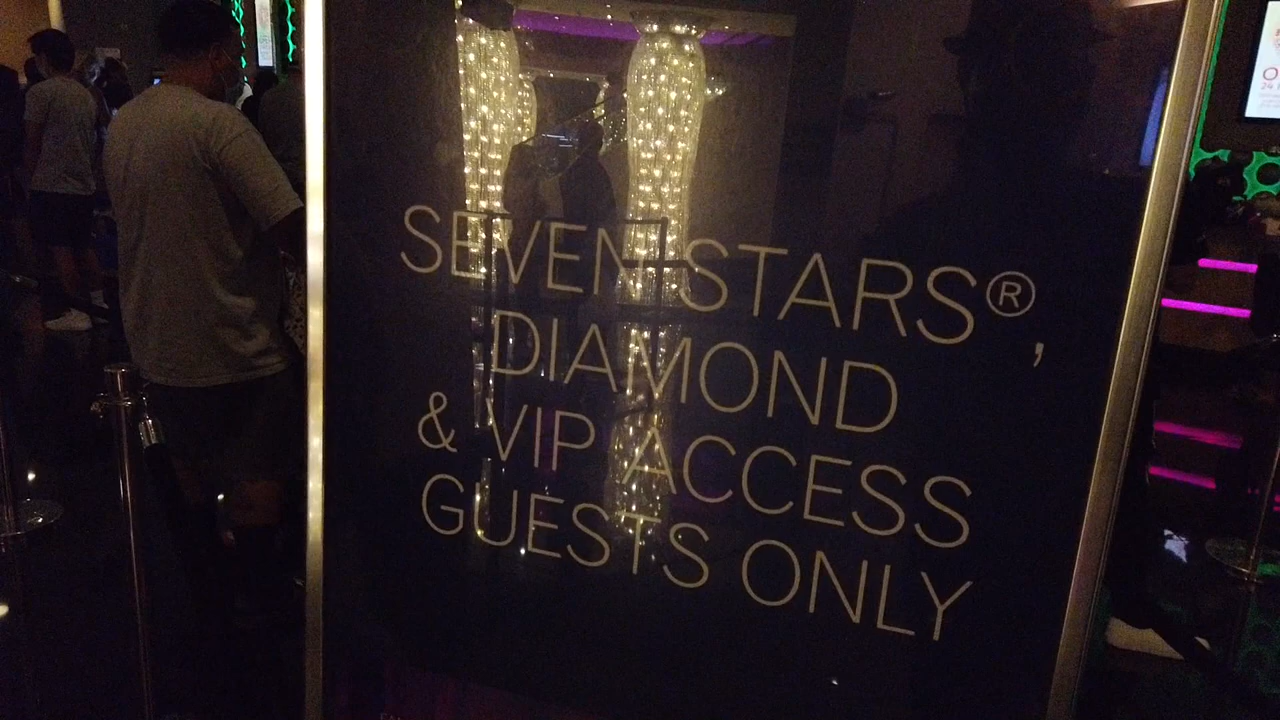 SEVEN STARS®,
DIAMOND
& VIP ACCESS
GUESTS ONLY